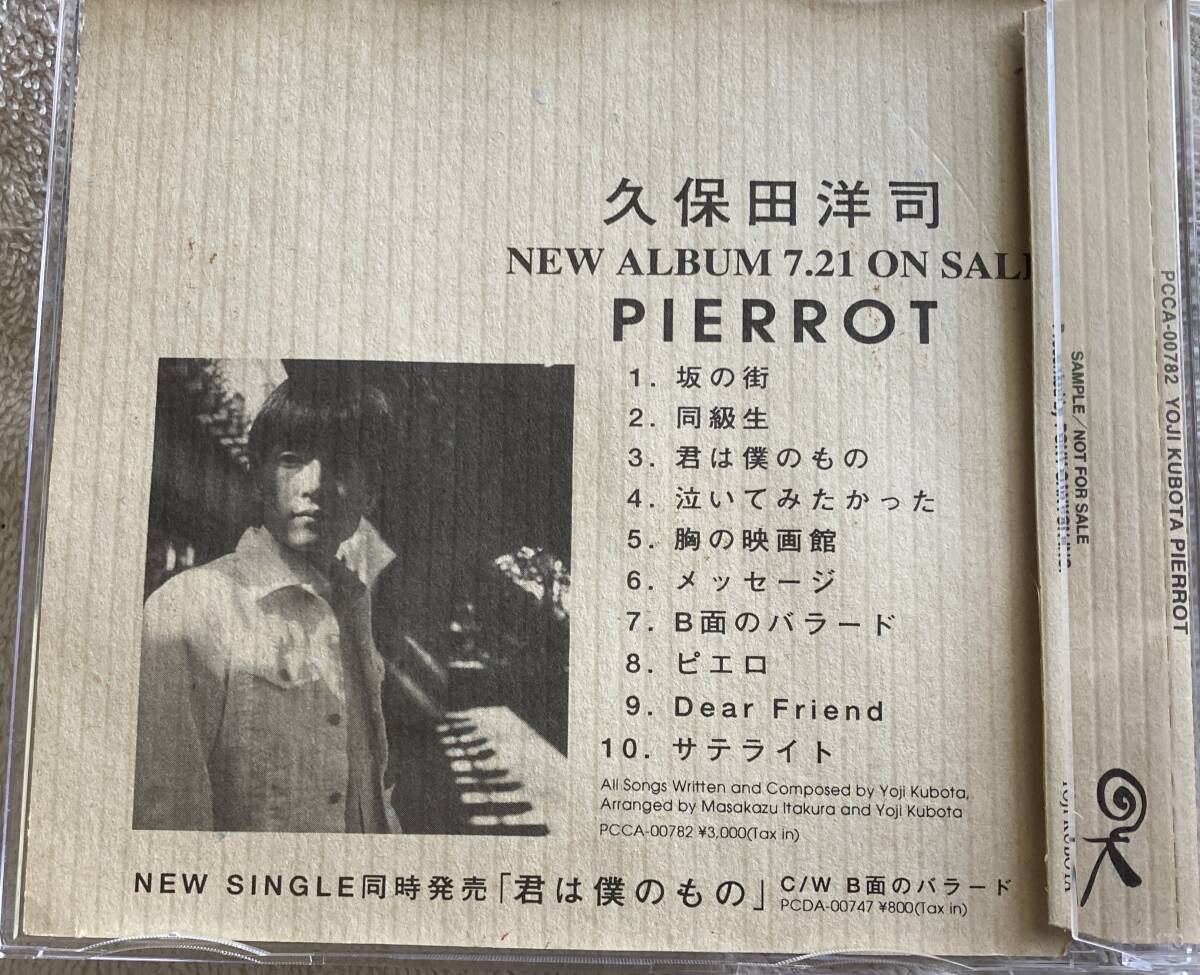 久保田洋司
NEW ALBUM 7.21 ON SALE
PIERROT
1. 坂の街
2. 同級生
3. 君は僕のもの
4. 泣いてみたかった
5. 胸の映画館
6. メッセージ
7. B面のバラード
8. ピエロ
9. Dear Friend
10. サテライト
All Songs Written and Composed by Yoji Kubota,
Arranged by Masakazu Itakura and Yoji Kubota
PCCA-00782 ¥3,000(Tax in)
NEW SINGLE同時発売「君は僕のもの」
C/W B面のバラード
PCDA-00747 ¥800(Tax in)
SAMPLE/NOT FOR SALE
PCCA-00782 YOJI KUBOTA PIERROT